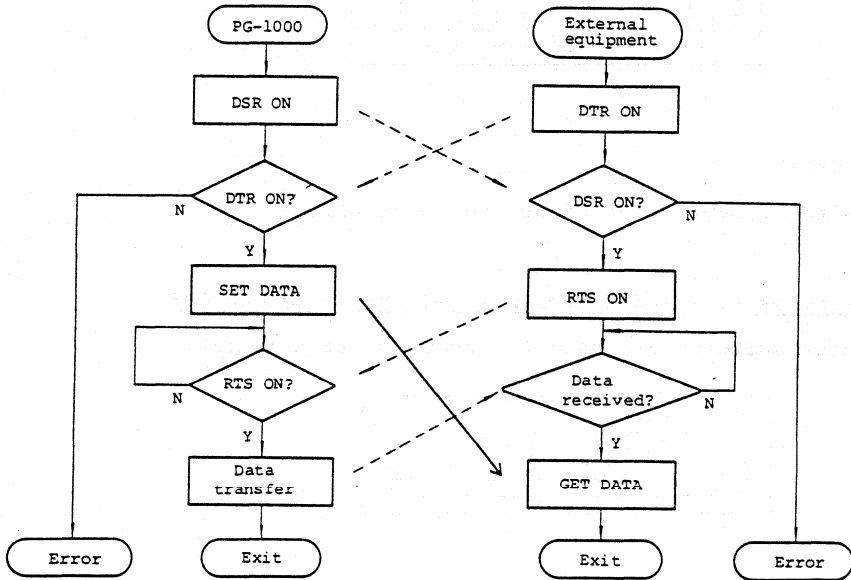 PG-1000
DSR ON
DTR ON?
N
Y
SET DATA
RTS ON?
N
Y
Data
transfer
Error
Exit
External
equipment
DTR ON
DSR ON?
N
Y
RTS ON
Data
received?
N
Y
GET DATA
Exit
Error